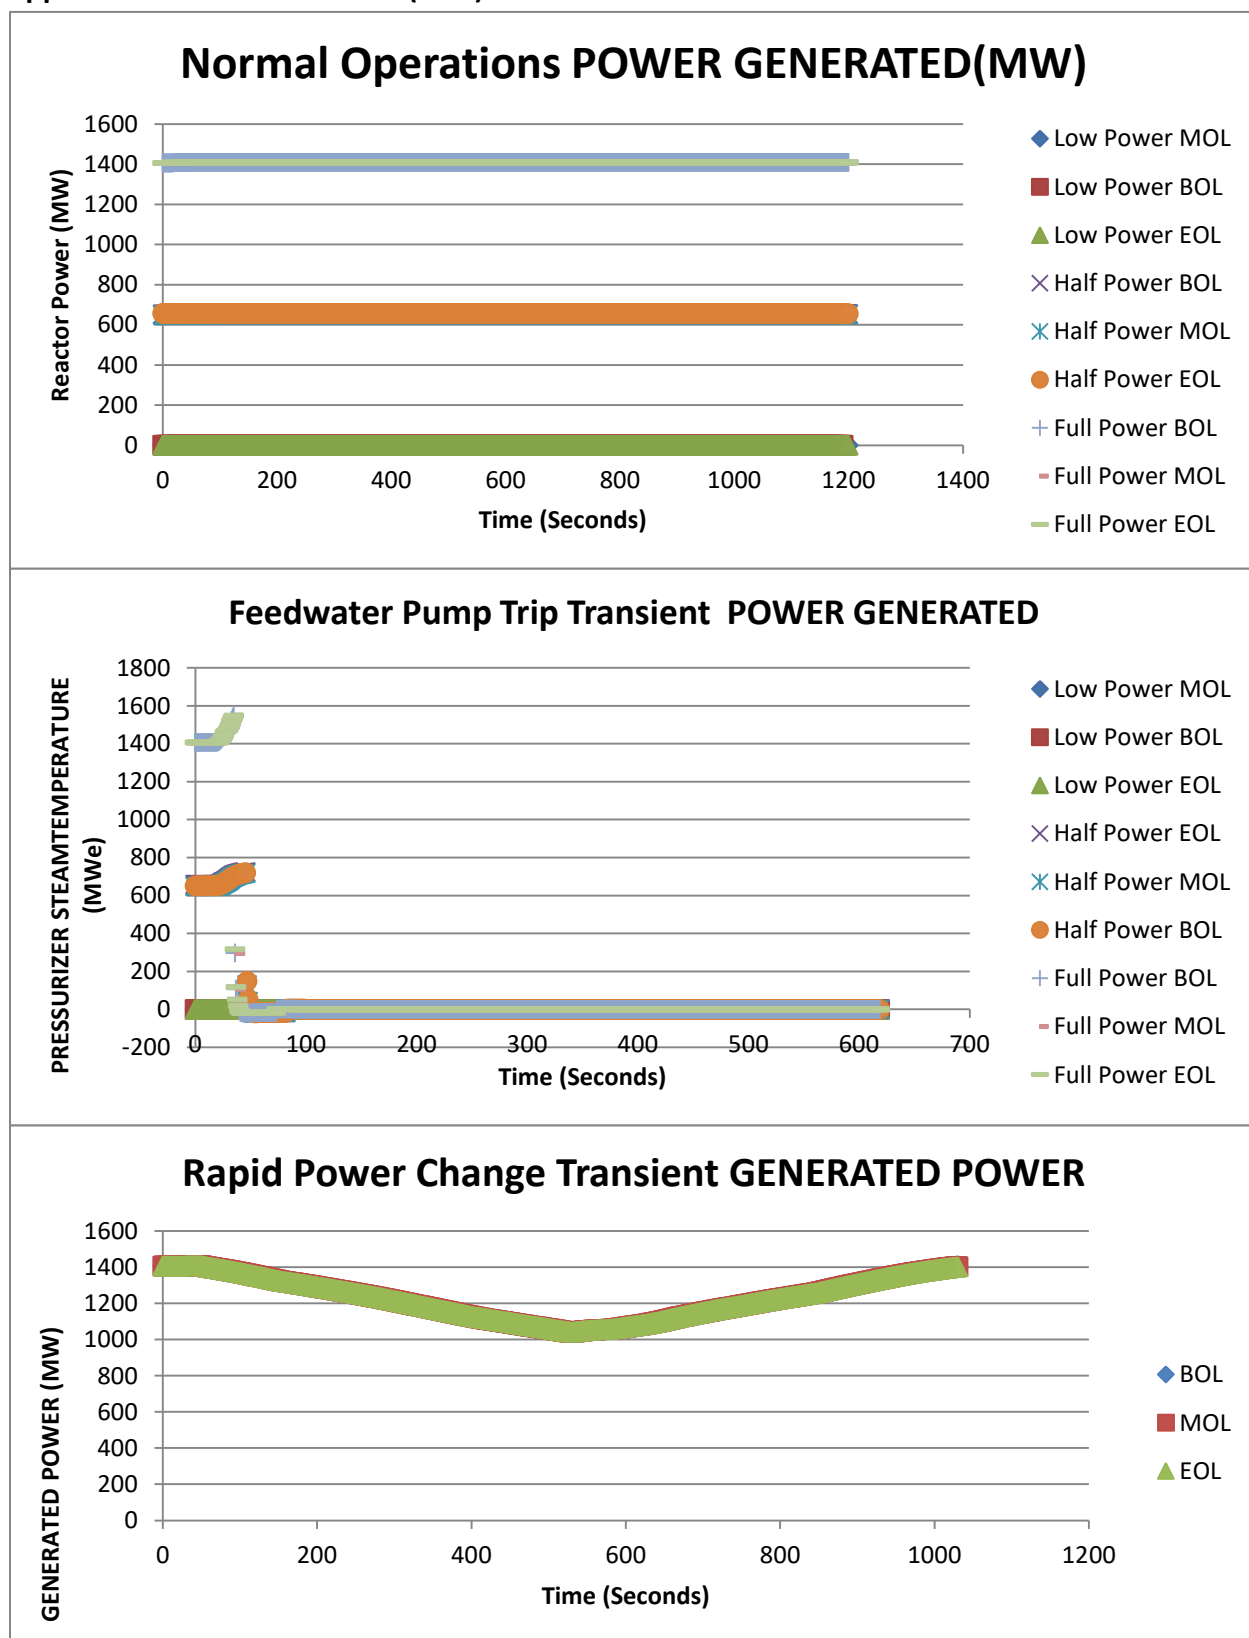 Normal Operations POWER GENERATED(MW)
Reactor Power (MW)
1600
1400
1200
1000
800
600
400
200
0
0 200 400 600 800 1000 1200 1400
Time (Seconds)
Low Power MOL
Low Power BOL
Low Power EOL
Half Power BOL
Half Power MOL
Half Power EOL
Full Power BOL
Full Power MOL
Full Power EOL
Feedwater Pump Trip Transient POWER GENERATED
PRESSURIZER STEAMTEMPERATURE
(MWe)
1800
1600
1400
1200
1000
800
600
400
200
0
-200
0 100 200 300 400 500 600 700
Time (Seconds)
Low Power MOL
Low Power BOL
Low Power EOL
Half Power EOL
Half Power MOL
Half Power BOL
Full Power BOL
Full Power MOL
Full Power EOL
Rapid Power Change Transient GENERATED POWER
GENERATED POWER (MW)
1600
1400
1200
1000
800
600
400
200
0
0 200 400 600 800 1000 1200
Time (Seconds)
BOL
MOL
EOL